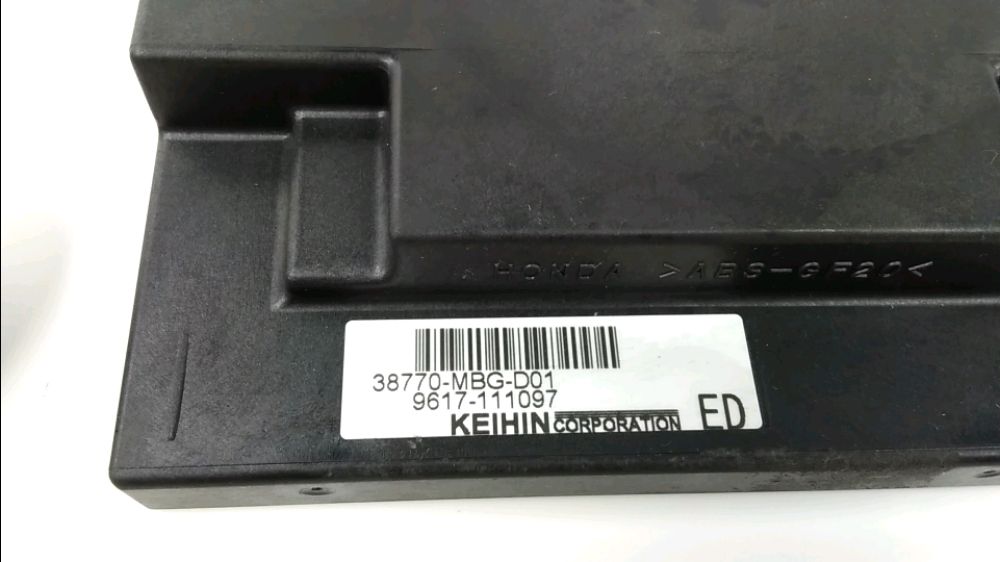 HONDA >ABS-GF20<
38770-MBG-D01
9617-111097
KEIHIN CORPORATION ED